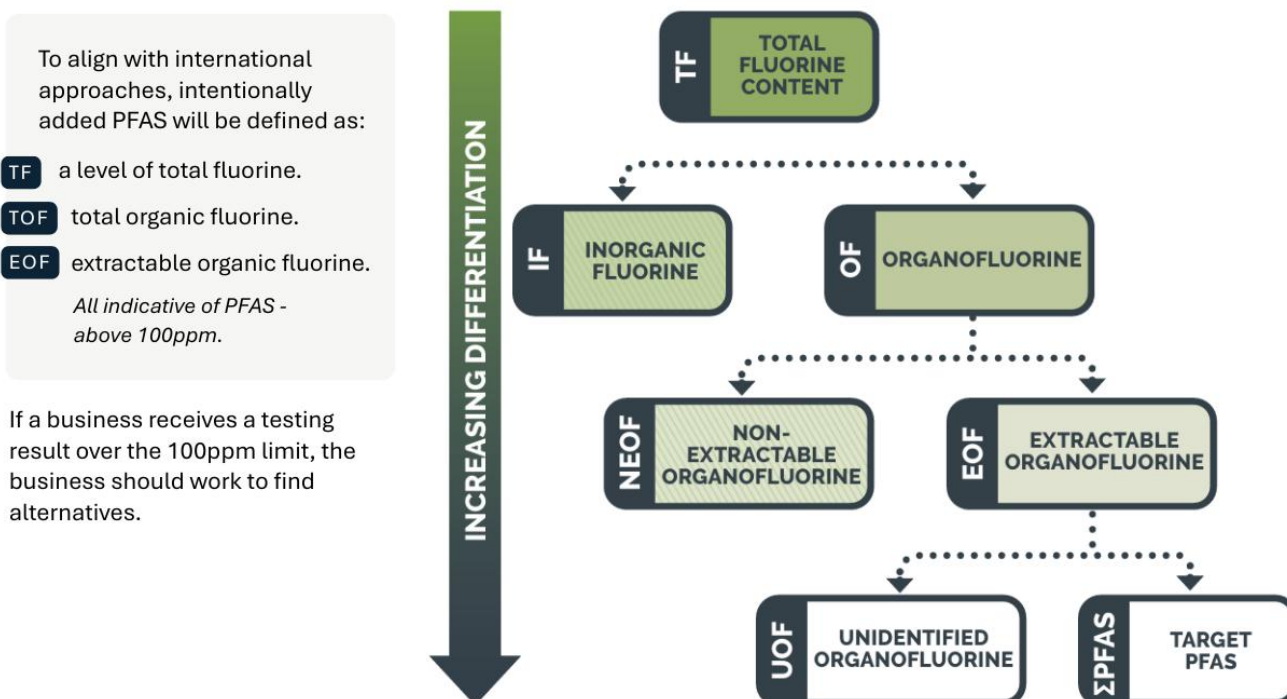 To align with international
approaches, intentionally
added PFAS will be defined as:
TF a level of total fluorine.
TOF total organic fluorine.
EOF extractable organic fluorine.
All indicative of PFAS -
above 100ppm.
If a business receives a testing
result over the 100ppm limit, the
business should work to find
alternatives.
INCREASING DIFFERENTIATION
TF
TOTAL
FLUORINE
CONTENT
IF
INORGANIC
FLUORINE
OF
ORGANOFLUORINE
NEOF
NON-
EXTRACTABLE
ORGANOFLUORINE
EOF
EXTRACTABLE
ORGANOFLUORINE
UOF
UNIDENTIFIED
ORGANOFLUORINE
ΣPFAS
TARGET
PFAS